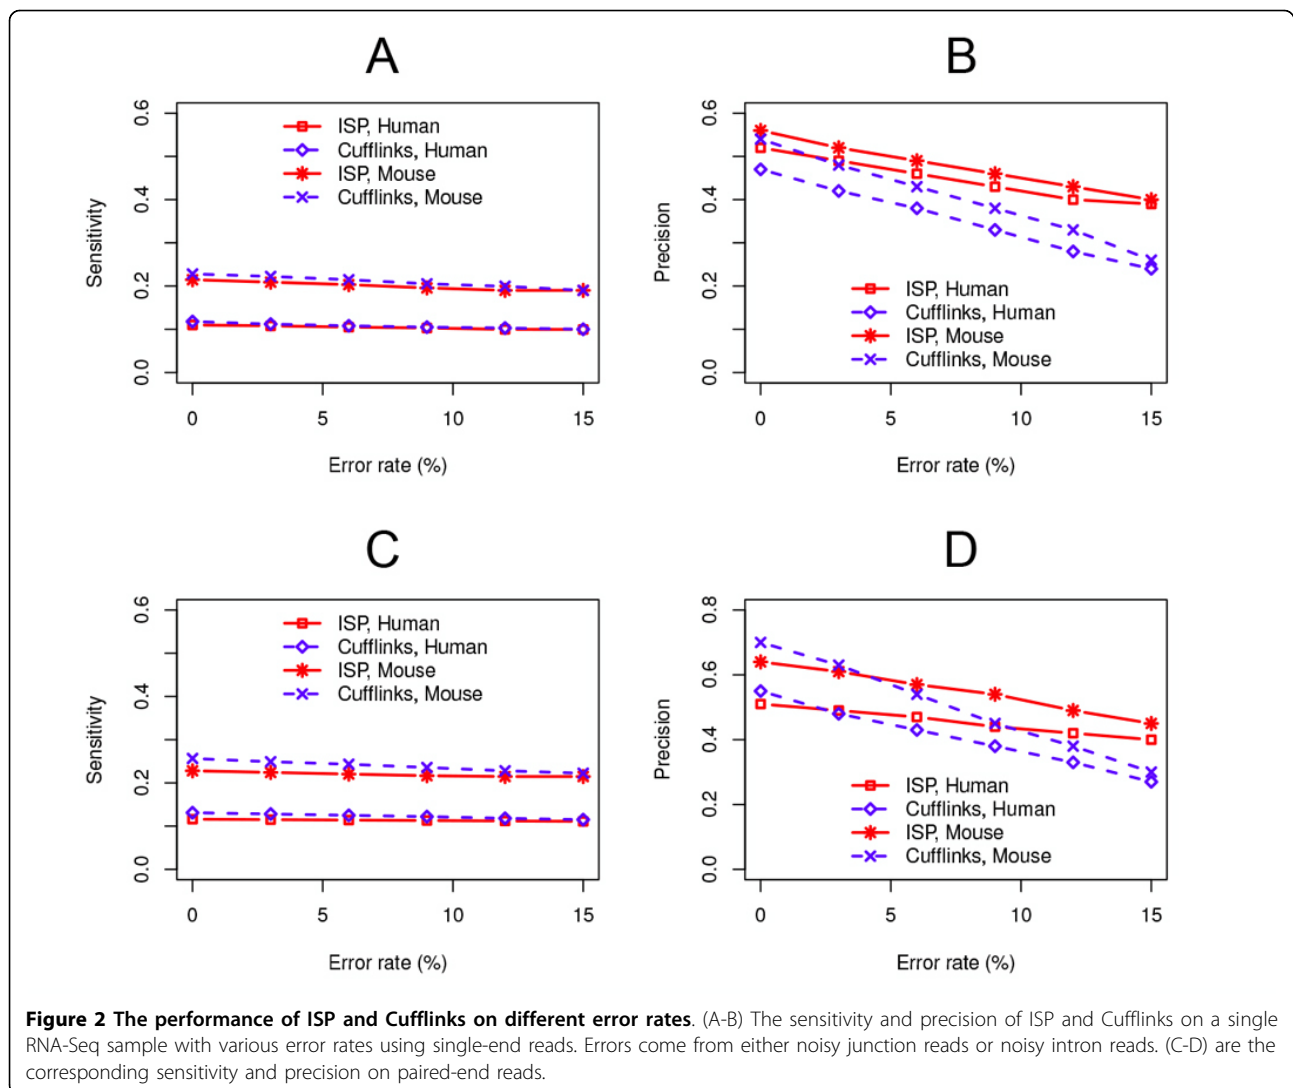 A
0.6
0.4
0.2
0.0
Sensitivity
ISP, Human
Cufflinks, Human
ISP, Mouse
Cufflinks, Mouse
0 5 10 15
Error rate (%)
B
0.6
0.4
0.2
0.0
Precision
ISP, Human
Cufflinks, Human
ISP, Mouse
Cufflinks, Mouse
0 5 10 15
Error rate (%)
C
0.6
0.4
0.2
0.0
Sensitivity
ISP, Human
Cufflinks, Human
ISP, Mouse
Cufflinks, Mouse
0 5 10 15
Error rate (%)
D
0.8
0.6
0.4
0.2
0.0
Precision
ISP, Human
Cufflinks, Human
ISP, Mouse
Cufflinks, Mouse
0 5 10 15
Error rate (%)
Figure 2 The performance of ISP and Cufflinks on different error rates. (A-B) The sensitivity and precision of ISP and Cufflinks on a single
RNA-Seq sample with various error rates using single-end reads. Errors come from either noisy junction reads or noisy intron reads. (C-D) are the
corresponding sensitivity and precision on paired-end reads.